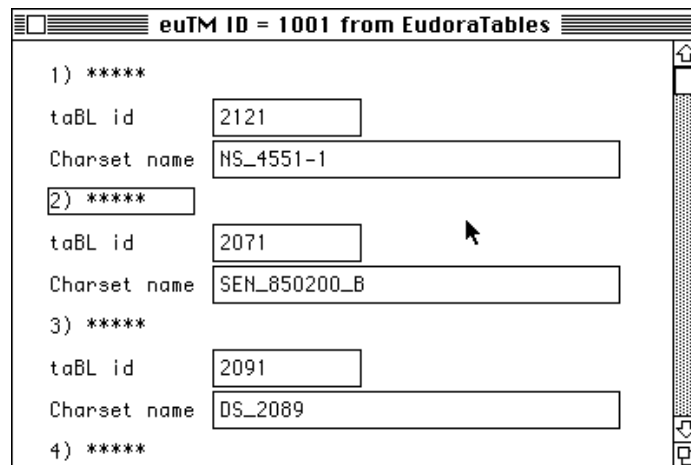 euTM ID = 1001 from EudoraTables
1) *****
taBL id 2121
Charset name NS_4551-1
2) *****
taBL id 2071
Charset name SEN_850200_B
3) *****
taBL id 2091
Charset name DS_2089
4) *****